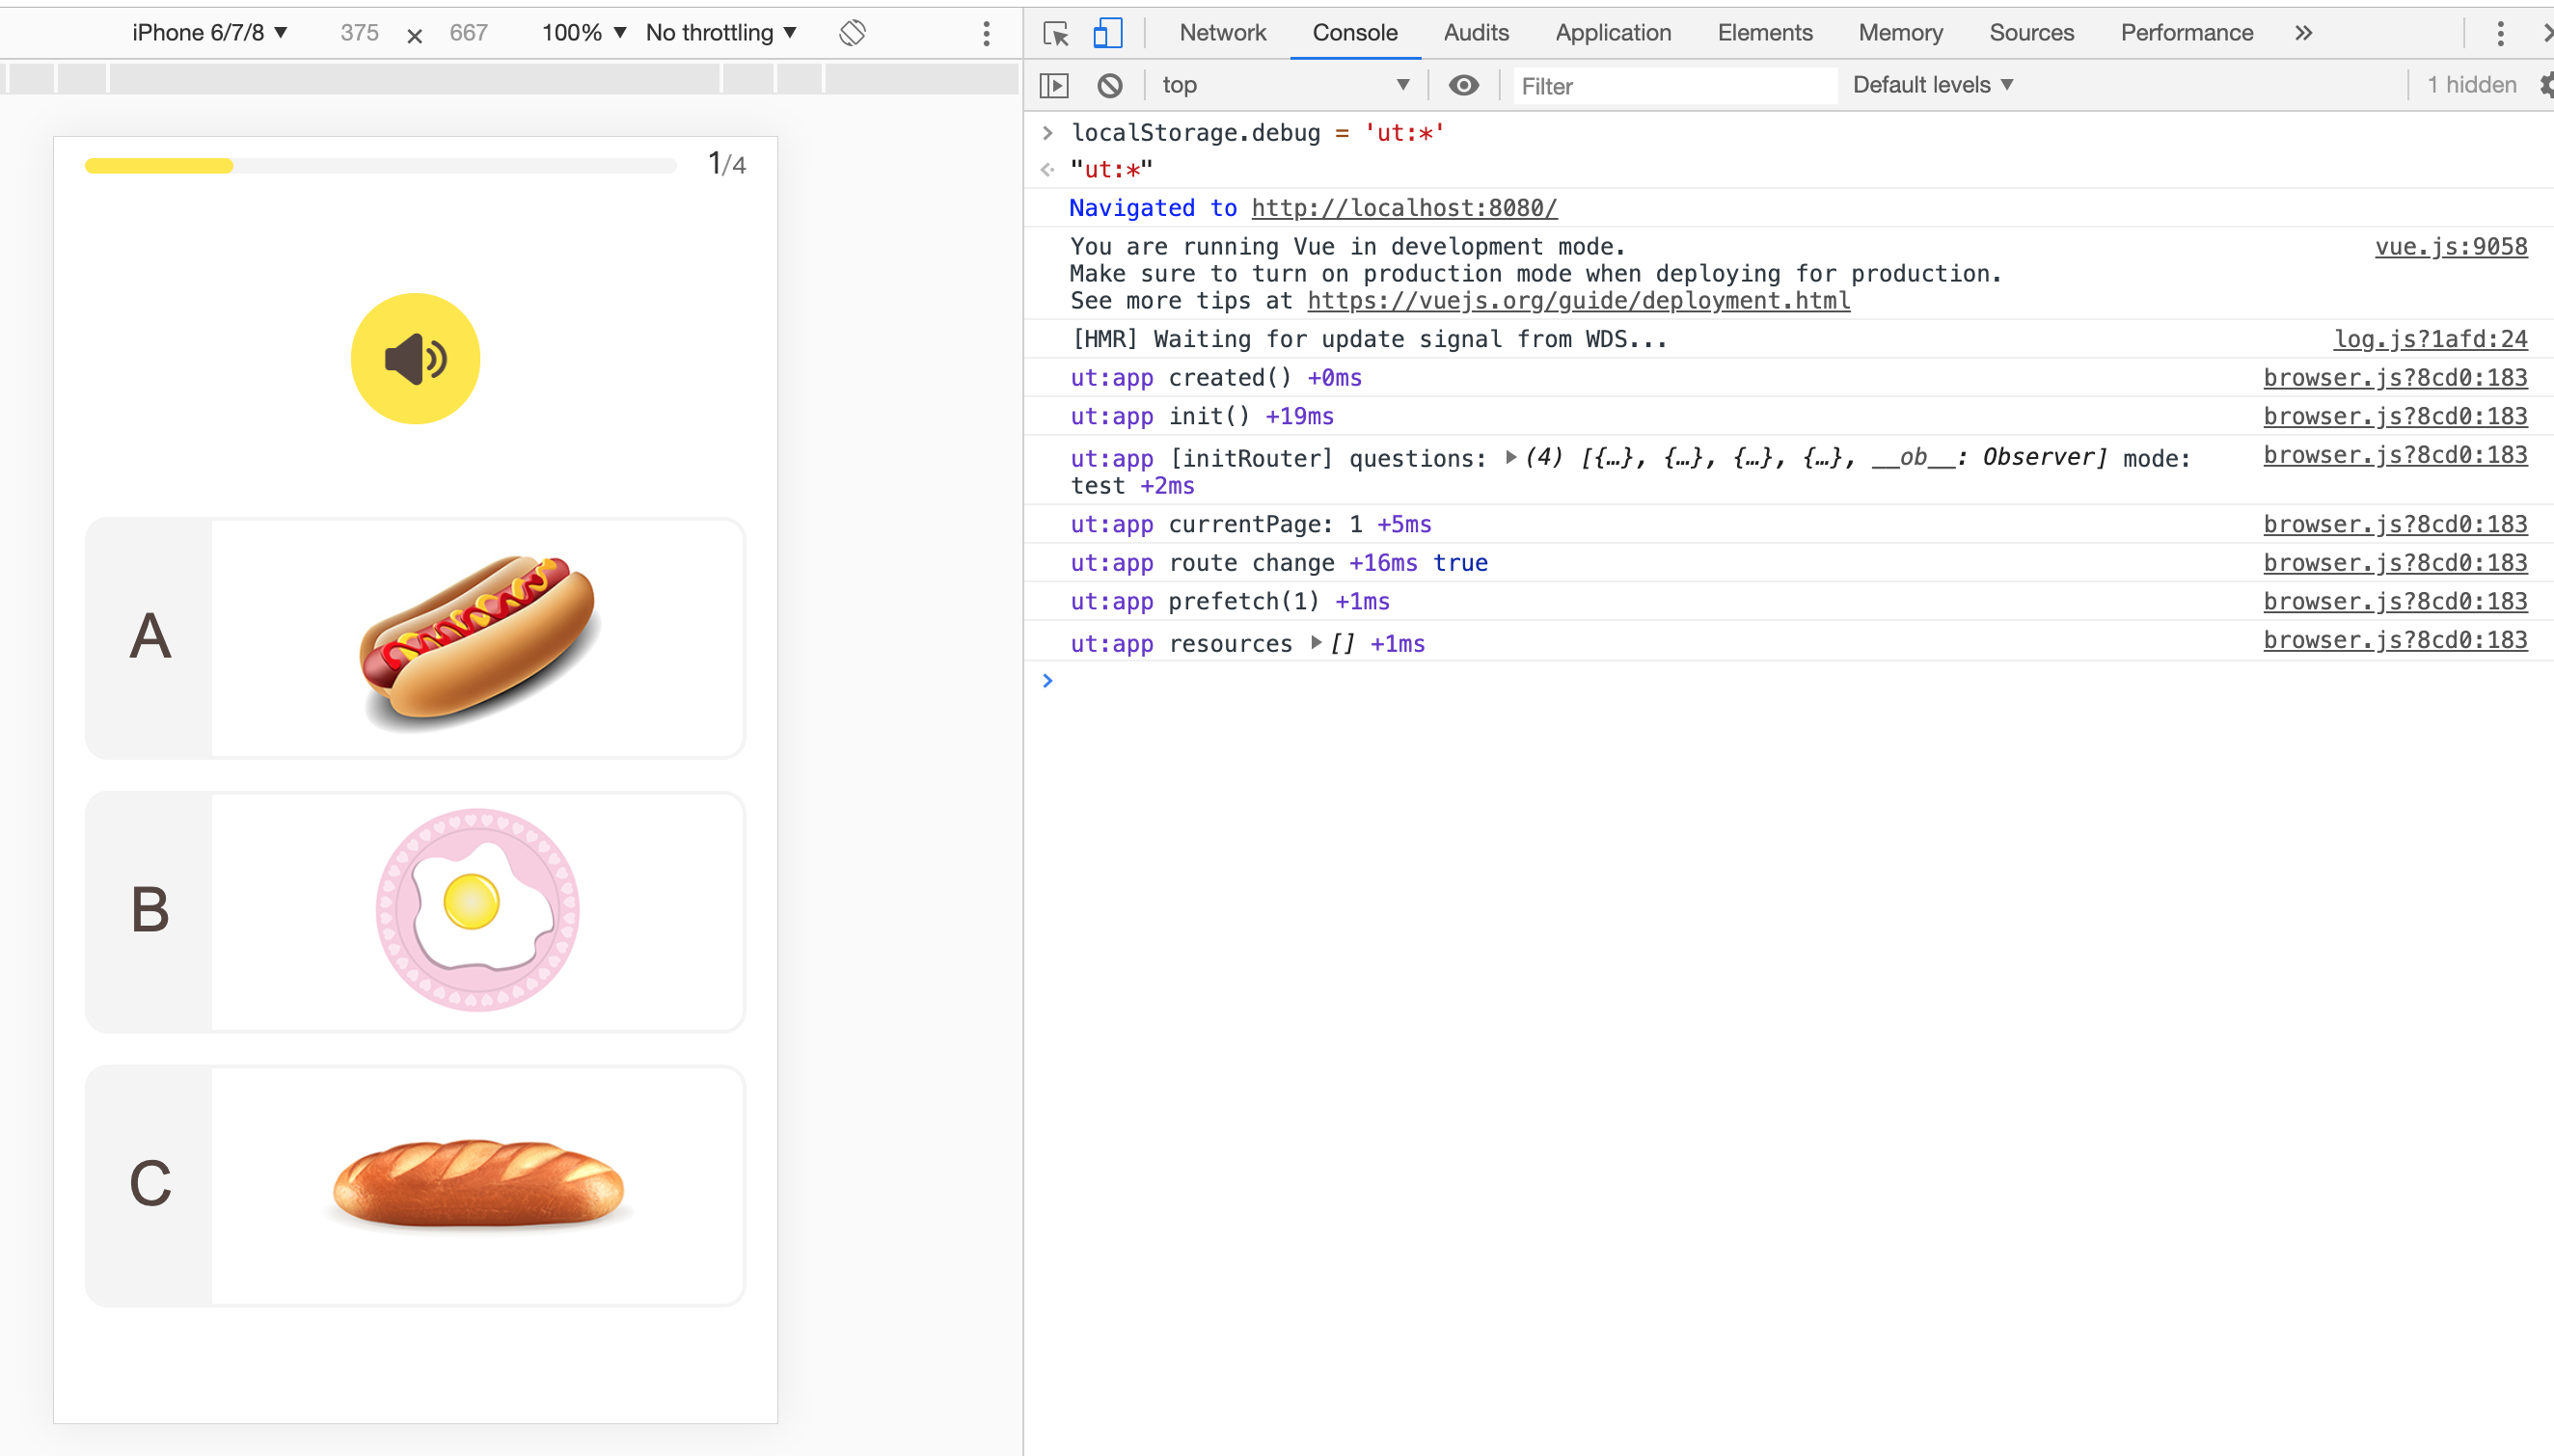 iPhone 6/7/8 ▼ 375 × 667 100% ▼ No throttling ▼
1/4
A
B
C
Network Console Audits Application Elements Memory Sources Performance »
top ▼ Filter Default levels ▼ 1 hidden
> localStorage.debug = 'ut:*'
"ut:*"
Navigated to http://localhost:8080/
You are running Vue in development mode. vue.js:9058
Make sure to turn on production mode when deploying for production.
See more tips at https://vuejs.org/guide/deployment.html
[HMR] Waiting for update signal from WDS... log.js?1afd:24
ut:app created() +0ms browser.js?8cd0:183
ut:app init() +19ms browser.js?8cd0:183
ut:app [initRouter] questions: ▶(4) [{…}, {…}, {…}, {…}, __ob__: Observer] mode: browser.js?8cd0:183
test +2ms
ut:app currentPage: 1 +5ms browser.js?8cd0:183
ut:app route change +16ms true browser.js?8cd0:183
ut:app prefetch(1) +1ms browser.js?8cd0:183
ut:app resources ▶[] +1ms browser.js?8cd0:183
>